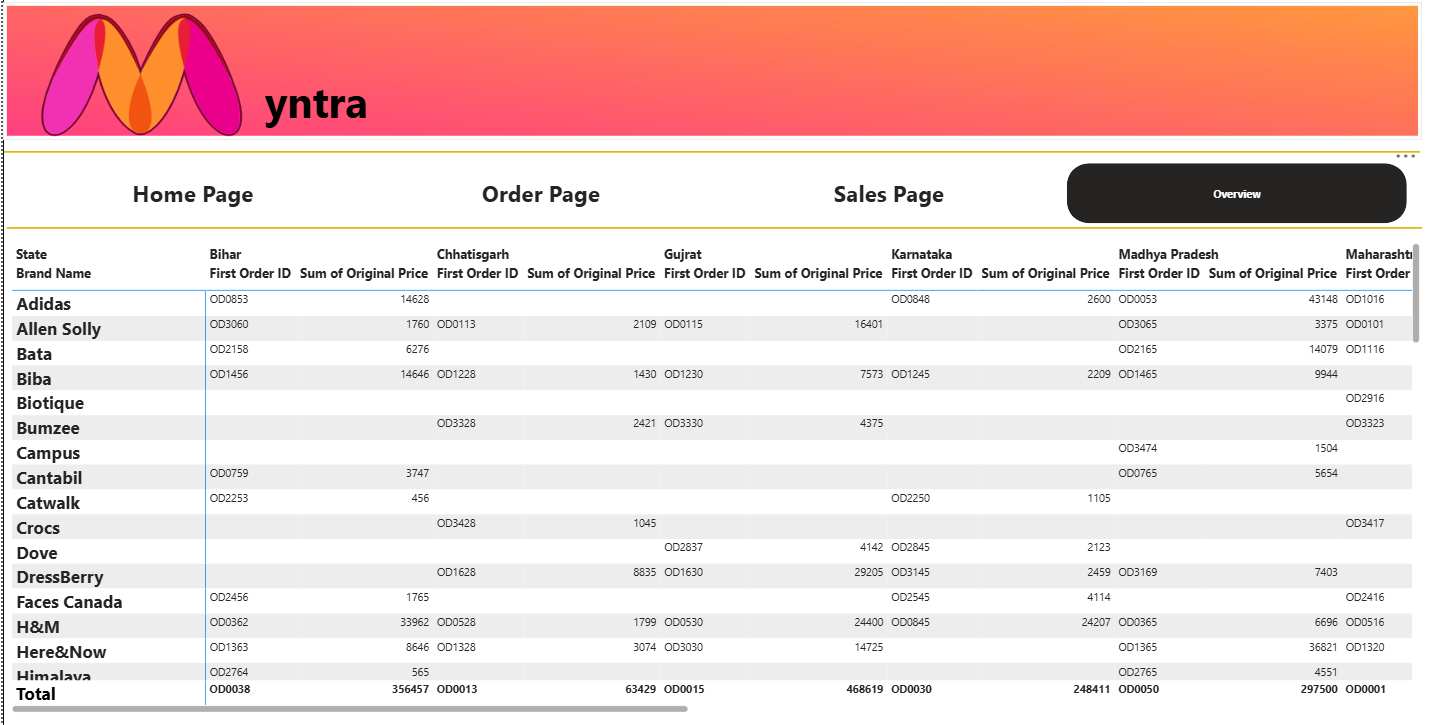 yntra
Home Page Order Page Sales Page Overview
State Bihar Chhatisgarh Gujrat Karnataka Madhya Pradesh
Brand Name First Order ID Sum of Original Price First Order ID Sum of Original Price First Order ID Sum of Original Price First Order ID Sum of Original Price First Order ID Sum of Original Price First Order
Adidas OD0853 14628 OD0848 2600 OD0053 43148 OD1016
Allen Solly OD3060 1760 OD0113 2109 OD0115 16401 OD3065 3375 OD0101
Bata OD2158 6276 OD2165 14079 OD1116
Biba OD1456 14646 OD1228 1430 OD1230 7573 OD1245 2209 OD1465 9944
Biotique OD2916
Bumzee OD3328 2421 OD3330 4375 OD3323
Campus OD3474 1504
Cantabil OD0759 3747 OD0765 5654
Catwalk OD2253 456 OD2250 1105
Crocs OD3428 1045 OD3417
Dove OD2837 4142 OD2845 2123
DressBerry OD1628 8835 OD1630 29205 OD3145 2459 OD3169 7403
Faces Canada OD2456 1765 OD2545 4114 OD2416
H&M OD0362 33962 OD0528 1799 OD0530 24400 OD0845 24207 OD0365 6696 OD0516
Here&Now OD1363 8646 OD1328 3074 OD3030 14725 OD1365 36821 OD1320
Himalaya OD2764 565 OD2765 4551
Total OD0038 356457 OD0013 63429 OD0015 468619 OD0030 248411 OD0050 297500 OD0001